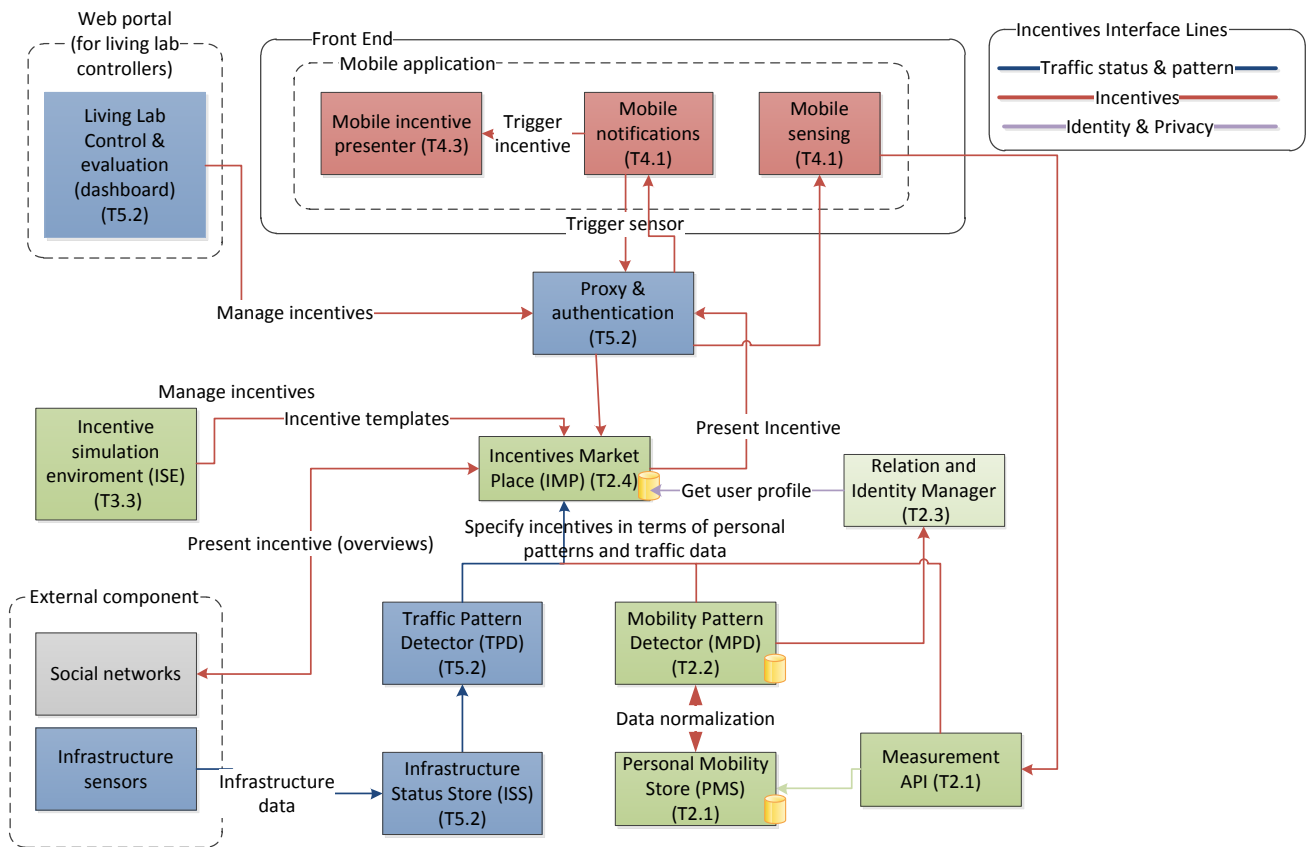 Web portal
(for living lab
controllers)
Living Lab
Control &
evaluation
(dashboard)
(T5.2)
Front End
Mobile application
Mobile incentive
presenter (T4.3)
Trigger
incentive
Mobile
notifications
(T4.1)
Mobile
sensing
(T4.1)
Incentives Interface Lines
Traffic status & pattern
Incentives
Identity & Privacy
Trigger sensor
Proxy &
authentication
(T5.2)
Manage incentives
Manage incentives
Incentive templates
Incentive
simulation
enviroment (ISE)
(T3.3)
Present Incentive
Incentives Market
Place (IMP) (T2.4)
Get user profile
Relation and
Identity Manager
(T2.3)
Specify incentives in terms of personal
patterns and traffic data
Present incentive (overviews)
External component
Social networks
Infrastructure
sensors
Infrastructure
data
Traffic Pattern
Detector (TPD)
(T5.2)
Mobility Pattern
Detector (MPD)
(T2.2)
Data normalization
Infrastructure
Status Store (ISS)
(T5.2)
Personal Mobility
Store (PMS)
(T2.1)
Measurement
API (T2.1)